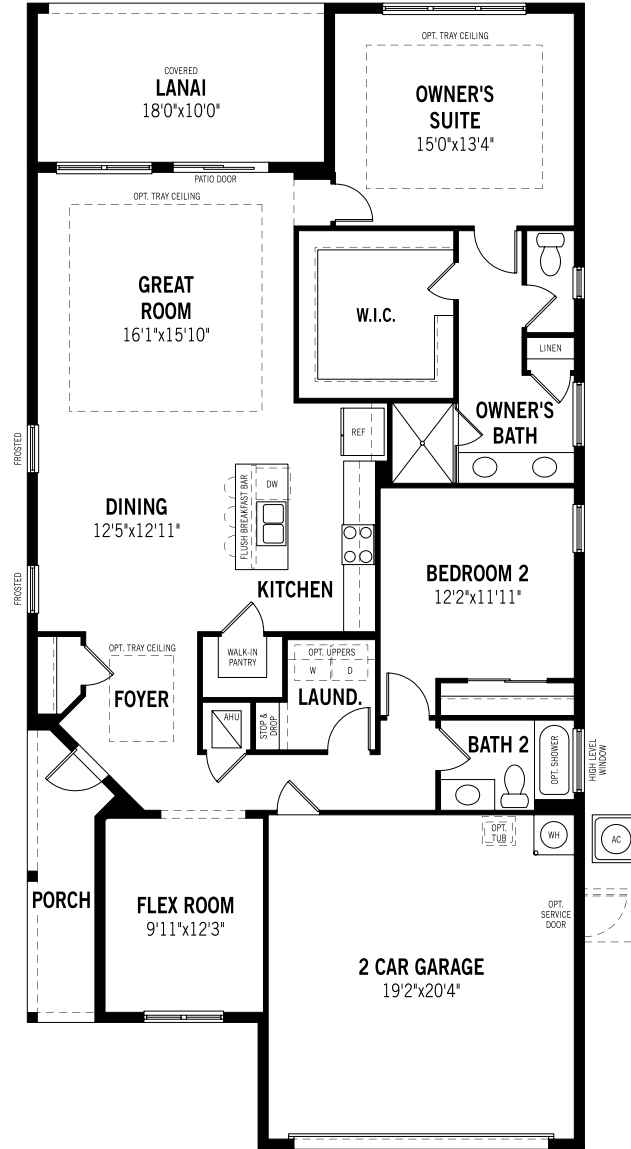 COVERED
LANAI
18'0"x10'0"
OPT. TRAY CEILING
OWNER'S
SUITE
15'0"x13'4"
PATIO DOOR
OPT. TRAY CEILING
GREAT
ROOM
16'1"x15'10"
W.I.C.
LINEN
OWNER'S
BATH
REF
FROSTED
DW
FLUSH BREAKFAST BAR
DINING
12'5"x12'11"
KITCHEN
FROSTED
BEDROOM 2
12'2"x11'11"
OPT. TRAY CEILING
FOYER
WALK-IN
PANTRY
OPT. UPPERS
W
D
LAUND.
AHU
STOP &
DROP
BATH 2
OPT. SHOWER
HIGH LEVEL
WINDOW
OPT.
TUB
WH
AC
PORCH
FLEX ROOM
9'11"x12'3"
OPT.
SERVICE
DOOR
2 CAR GARAGE
19'2"x20'4"